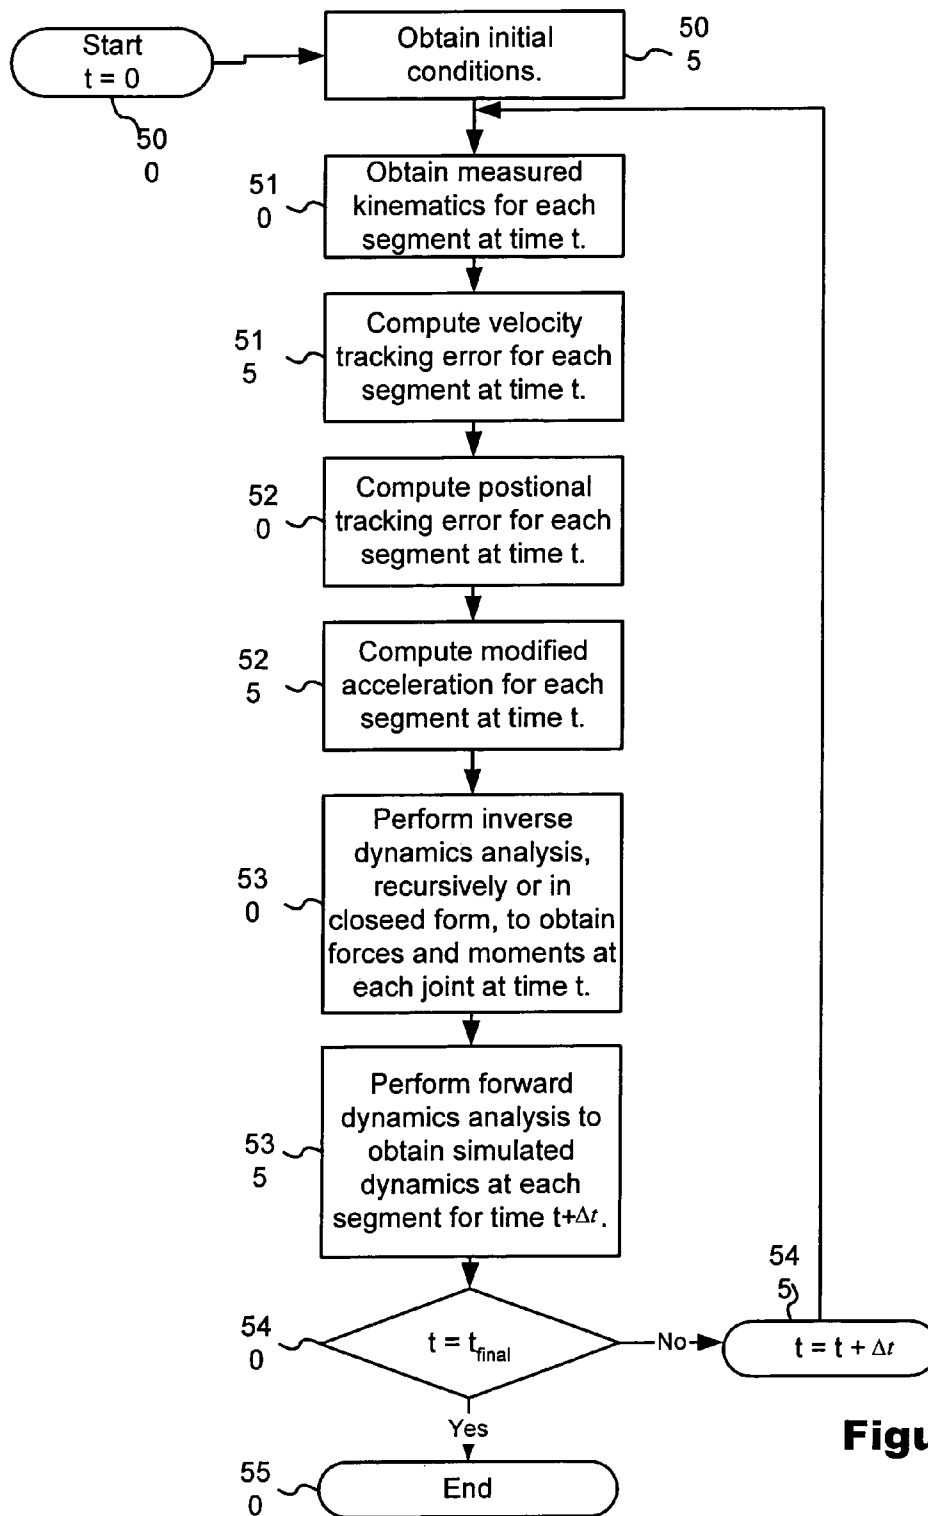 Start
t = 0
50
0
Obtain initial
conditions.
50
5
51
0
Obtain measured
kinematics for each
segment at time t.
51
5
Compute velocity
tracking error for each
segment at time t.
52
0
Compute postional
tracking error for each
segment at time t.
52
5
Compute modified
acceleration for each
segment at time t.
53
0
Perform inverse
dynamics analysis,
recursively or in
closeed form, to obtain
forces and moments at
each joint at time t.
53
5
Perform forward
dynamics analysis to
obtain simulated
dynamics at each
segment for time t+Δt.
54
0
t = t_final
No
54
5
t = t + Δt
Yes
55
0
End
Figu